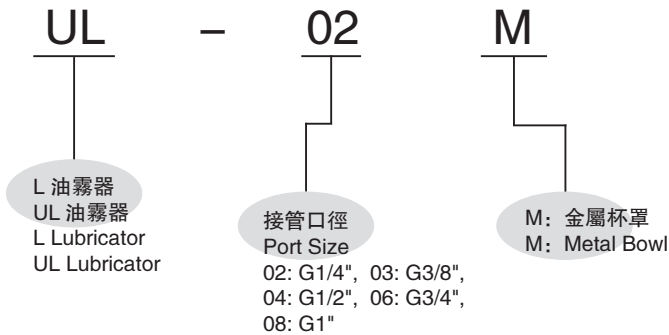 UL - 02 M
L 油霧器
UL 油霧器
L Lubricator
UL Lubricator
接管口徑
Port Size
02: G1/4", 03: G3/8",
04: G1/2", 06: G3/4",
08: G1"
M：金屬杯罩
M：Metal Bowl